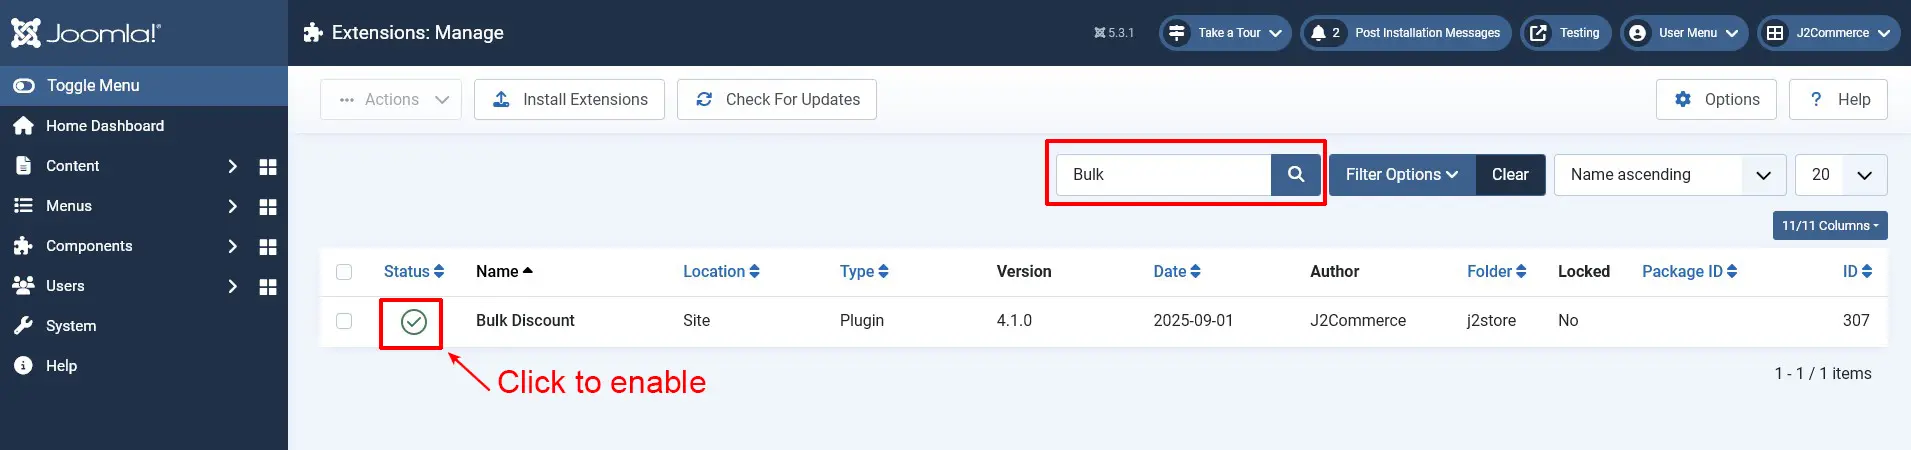 Joomla!®
Extensions: Manage
5.3.1
Take a Tour
2 Post Installation Messages
Testing
User Menu
J2Commerce
Toggle Menu
Home Dashboard
Content
Menus
Components
Users
System
Help
Actions
Install Extensions
Check For Updates
Options
? Help
Bulk
Filter Options
Clear
Name ascending
20
11/11 Columns
Status Name Location Type Version Date Author Folder Locked Package ID ID
Bulk Discount Site Plugin 4.1.0 2025-09-01 J2Commerce j2store No 307
Click to enable
1 - 1 / 1 items